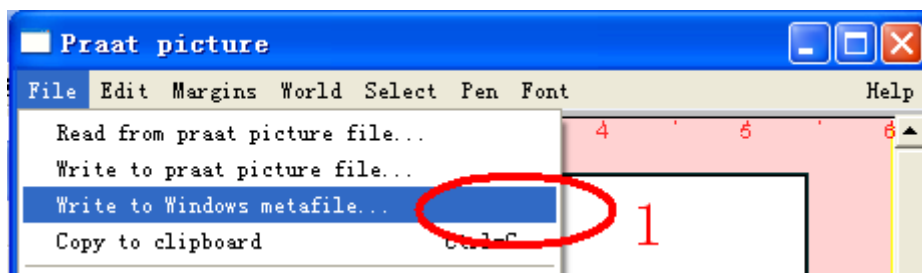 Praat picture
File Edit Margins World Select Pen Font Help
Read from praat picture file... 4 5 6
Write to praat picture file...
Write to Windows metafile... 1
Copy to clipboard Ctrl-C